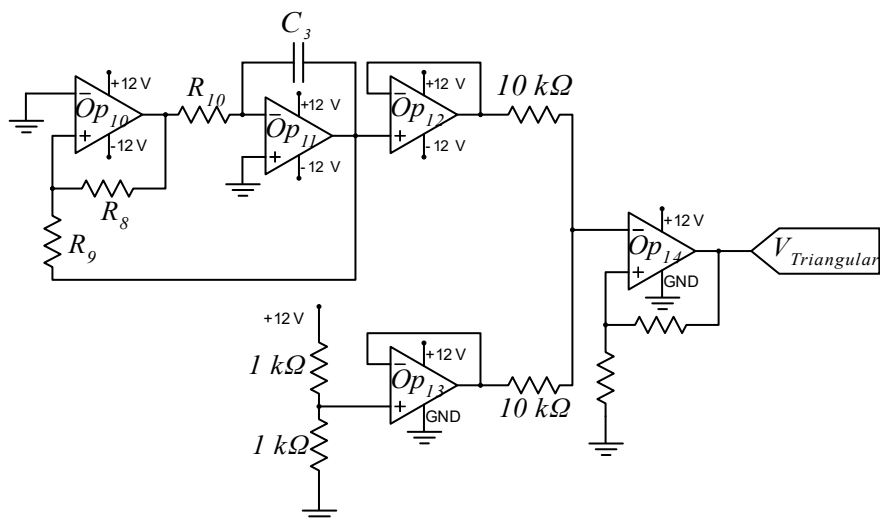 C3
+12 V
Op10
-12 V
R10
+12 V
Op11
-12 V
+12 V
Op12
-12 V
10 kΩ
R8
R9
+12 V
Op14
GND
VTriangular
+12 V
1 kΩ
1 kΩ
+12 V
Op13
GND
10 kΩ